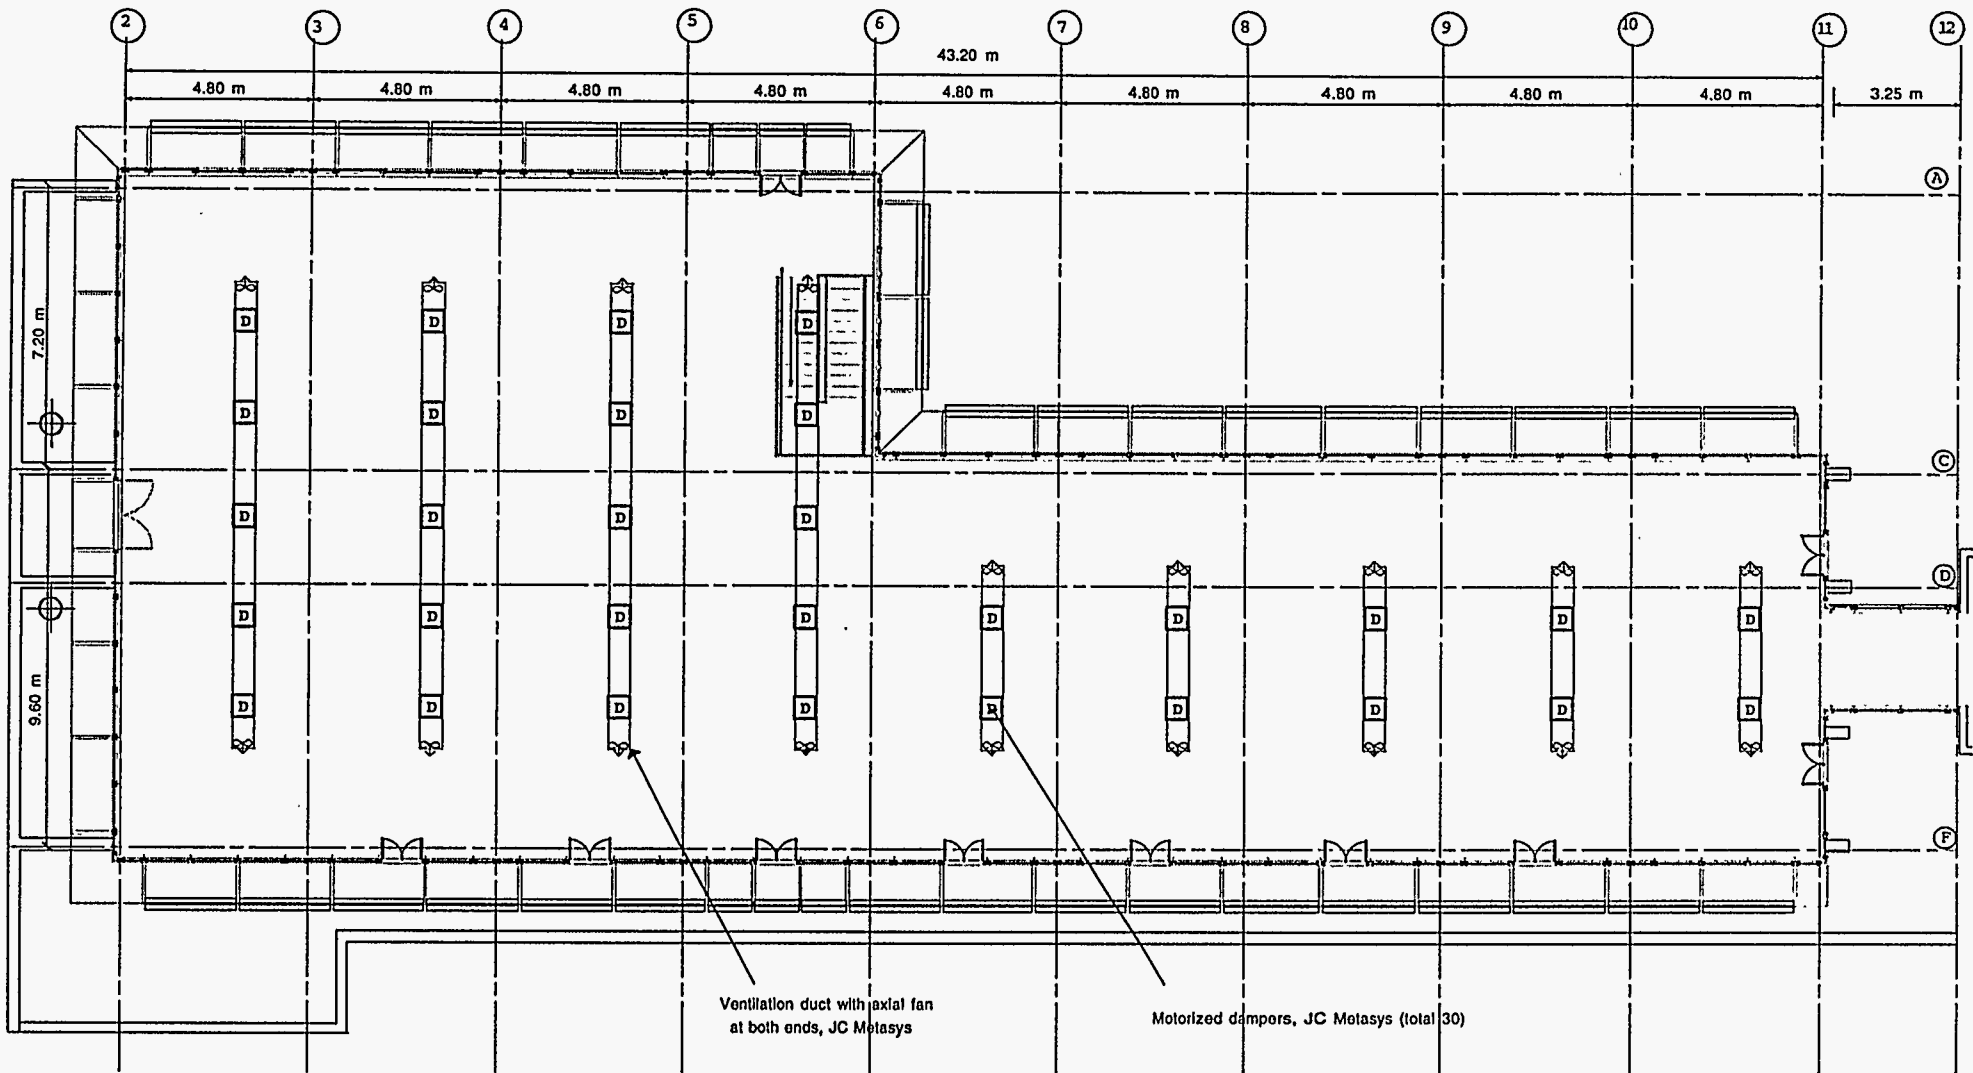 2 3 4 5 6 7 8 9 10 11 12
43.20 m
4.80 m 4.80 m 4.80 m 4.80 m 4.80 m 4.80 m 4.80 m 4.80 m 4.80 m 3.25 m
A
7.20 m
D D D D
D D D D
C
D D D D
D
D D D D D D D D D
9.60 m
D D D D D D D D D
F
Ventilation duct with axial fan
at both ends, JC Metasys
Motorized dampers, JC Metasys (total 30)